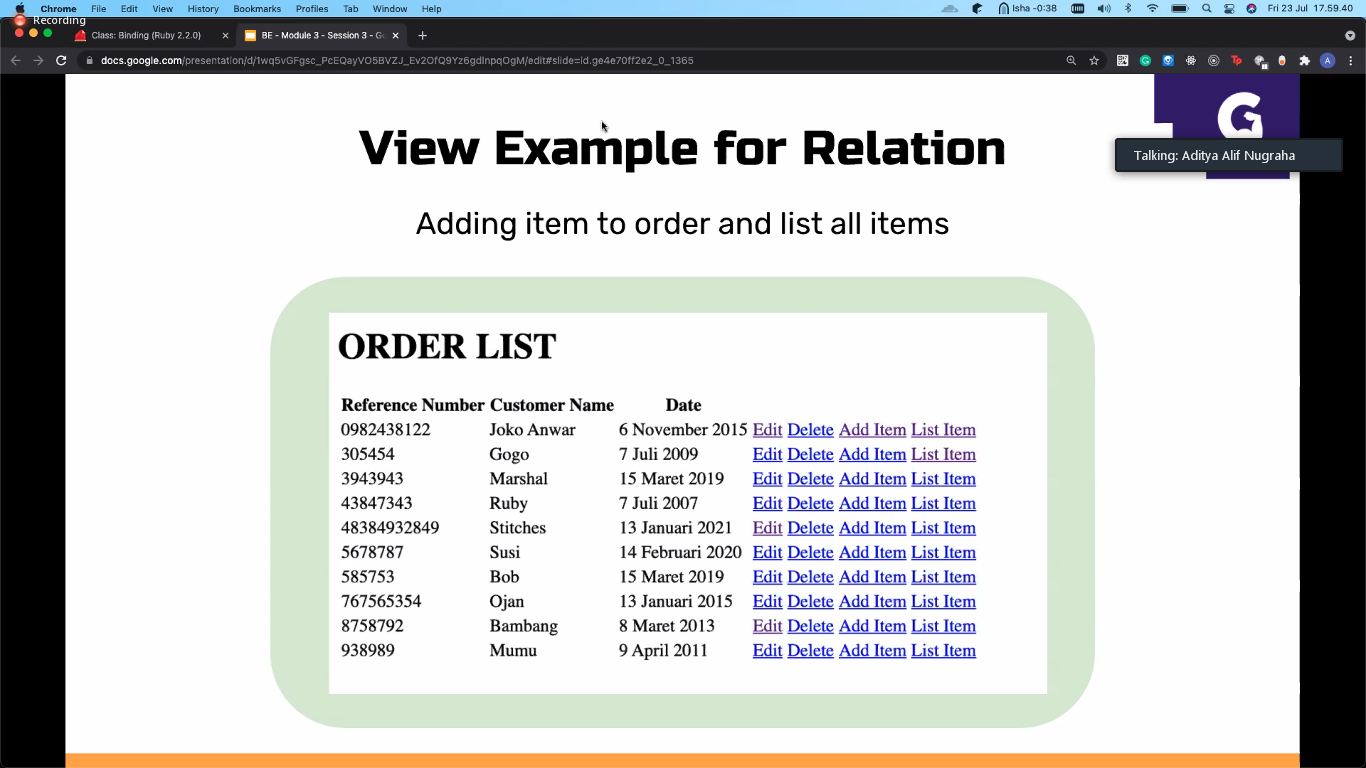 Chrome File Edit View History Bookmarks Profiles Tab Window Help Isha -0:38 Fri 23 Jul 17.59.40
Recording
Class: Binding (Ruby 2.2.0) BE - Module 3 - Session 3 - G
docs.google.com/presentation/d/1wq5vGFgsc_PcEQayVO5BVZJ_Ev2OfQ9Yz6gdInpqOgM/edit#slide=id.ge4e70ff2e2_0_1365
G
View Example for Relation
Talking: Aditya Alif Nugraha
Adding item to order and list all items
ORDER LIST
Reference Number Customer Name Date
0982438122 Joko Anwar 6 November 2015 Edit Delete Add Item List Item
305454 Gogo 7 Juli 2009 Edit Delete Add Item List Item
3943943 Marshal 15 Maret 2019 Edit Delete Add Item List Item
43847343 Ruby 7 Juli 2007 Edit Delete Add Item List Item
48384932849 Stitches 13 Januari 2021 Edit Delete Add Item List Item
5678787 Susi 14 Februari 2020 Edit Delete Add Item List Item
585753 Bob 15 Maret 2019 Edit Delete Add Item List Item
767565354 Ojan 13 Januari 2015 Edit Delete Add Item List Item
8758792 Bambang 8 Maret 2013 Edit Delete Add Item List Item
938989 Mumu 9 April 2011 Edit Delete Add Item List Item